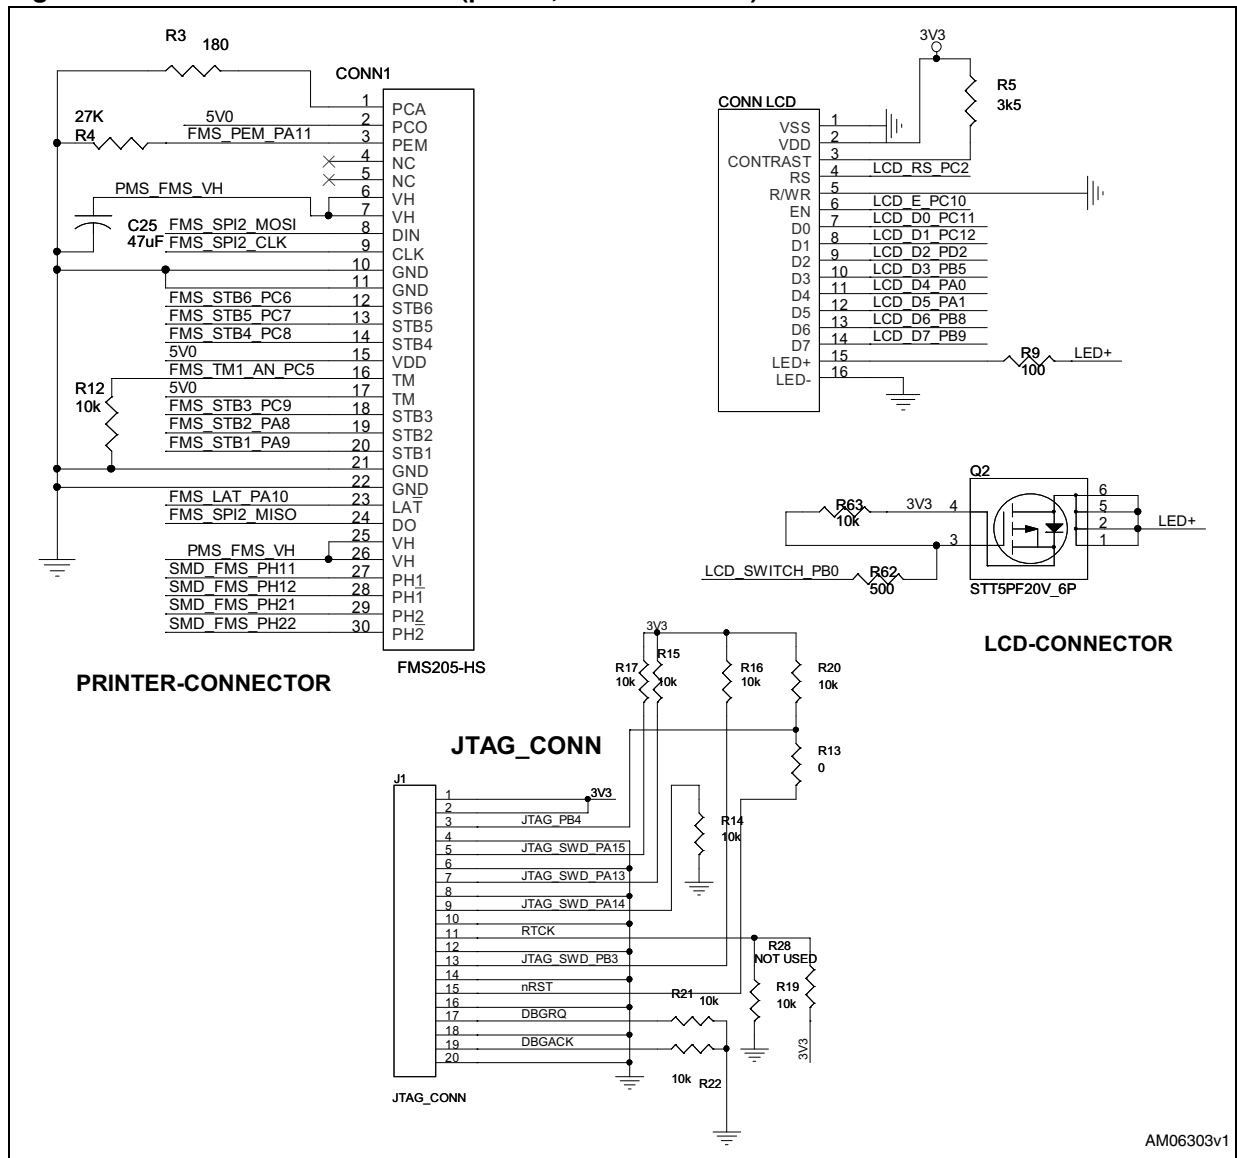 R3
180
CONN1
1 PCA
5V0 2 PCO
27K
R4
FMS_PEM_PA11 3 PEM
4 NC
5 NC
PMS_FMS_VH 6 VH
7 VH
C25
47uF
FMS_SPI2_MOSI 8 DIN
FMS_SPI2_CLK 9 CLK
10 GND
11 GND
FMS_STB6_PC6 12 STB6
FMS_STB5_PC7 13 STB5
FMS_STB4_PC8 14 STB4
5V0 15 VDD
FMS_TM1_AN_PC5 16 TM
R12
10k
5V0 17 TM
FMS_STB3_PC9 18 STB3
FMS_STB2_PA8 19 STB2
FMS_STB1_PA9 20 STB1
21 GND
22 GND
FMS_LAT_PA10 23 LAT
FMS_SPI2_MISO 24 DO
25 VH
PMS_FMS_VH 26 VH
SMD_FMS_PH11 27 PH1
SMD_FMS_PH12 28 PH1
SMD_FMS_PH21 29 PH2
SMD_FMS_PH22 30 PH2
FMS205-HS
PRINTER-CONNECTOR
3V3
R5
3k5
CONN LCD
VSS 1
VDD 2
CONTRAST 3
RS 4 LCD_RS_PC2
R/WR 5
EN 6 LCD_E_PC10
D0 7 LCD_D0_PC11
D1 8 LCD_D1_PC12
D2 9 LCD_D2_PD2
D3 10 LCD_D3_PB5
D4 11 LCD_D4_PA0
D5 12 LCD_D5_PA1
D6 13 LCD_D6_PB8
D7 14 LCD_D7_PB9
LED+ 15 R9 100 LED+
LED- 16
Q2
R63
10k
3V3 4
3
6
5
2 LED+
1
LCD_SWITCH_PB0 R62
500
STT5PF20V_6P
LCD-CONNECTOR
3V3
R17
10k
R15
10k
R16
10k
R20
10k
R13
0
JTAG_CONN
J1
1 3V3
2
3 JTAG_PB4
4
5 JTAG_SWD_PA15
6
7 JTAG_SWD_PA13
8
9 JTAG_SWD_PA14
10
11 RTCK
12
13 JTAG_SWD_PB3
14
15 nRST
16
17 DBGRQ
18
19 DBGACK
20
R14
10k
R28
NOT USED
R19
10k
3V3
R21 10k
10k R22
JTAG_CONN
AM06303v1